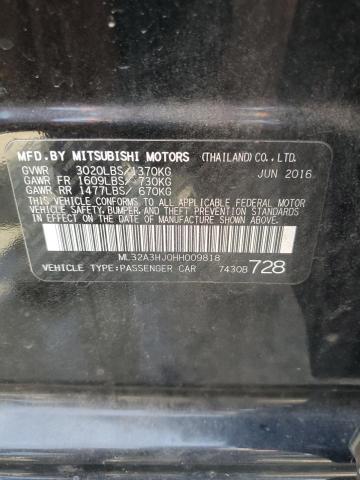 MFD.BY MITSUBISHI MOTORS (THAILAND) CO., LTD.
GVWR 3020LBS/1370KG JUN 2016
GAWR FR 1609LBS/ 730KG
GAWR RR 1477LBS/ 670KG
THIS VEHICLE CONFORMS TO ALL APPLICABLE FEDERAL MOTOR
VEHICLE SAFETY, BUMPER, AND THEFT PREVENTION STANDARDS
IN EFFECT ON THE DATE OF MANUFACTURE SHOWN ABOVE.
ML32A3HJ0HH009818
VEHICLE TYPE:PASSENGER CAR 7430B 728